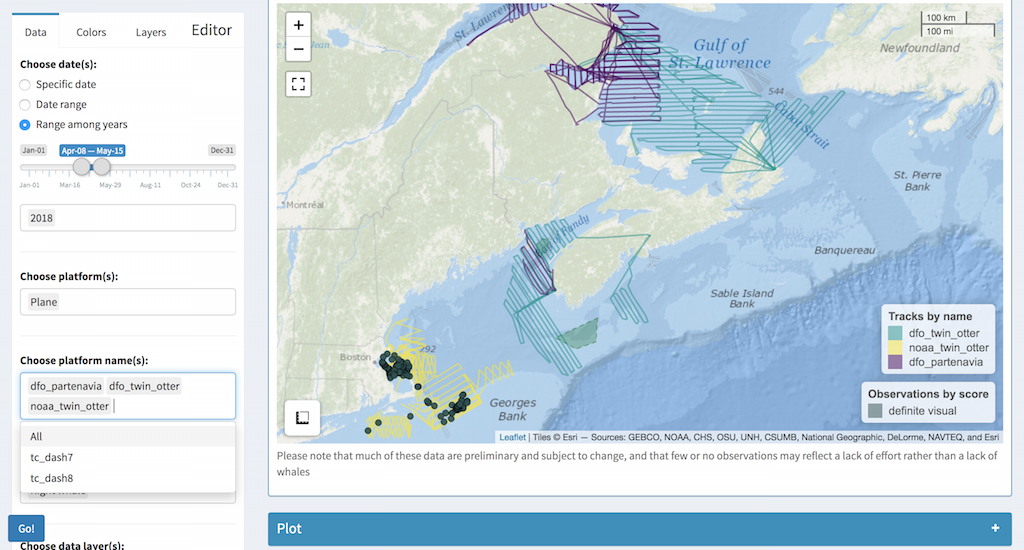 Data
Colors
Layers
Editor
Choose date(s):
Specific date
Date range
Range among years
Jan-01
Apr-08 — May-15
Dec-31
Jan-01
Mar-16
May-29
Aug-11
Oct-24
Dec-31
2018
Choose platform(s):
Plane
Choose platform name(s):
dfo_partenavia dfo_twin_otter
noaa_twin_otter
All
tc_dash7
tc_dash8
Go!
Choose data layer(s):
+
−
St. Lawrence
Gulf of
St. Lawrence
100 km
100 mi
Newfoundland
544
Cabot Strait
St. Pierre
Bank
Montréal
Bay of Fundy
Banquereau
Sable Island
Bank
Boston
292
Georges
Bank
Tracks by name
dfo_twin_otter
noaa_twin_otter
dfo_partenavia
Observations by score
definite visual
Leaflet | Tiles © Esri — Sources: GEBCO, NOAA, CHS, OSU, UNH, CSUMB, National Geographic, DeLorme, NAVTEQ, and Esri
Please note that much of these data are preliminary and subject to change, and that few or no observations may reflect a lack of effort rather than a lack of
whales
Plot
+